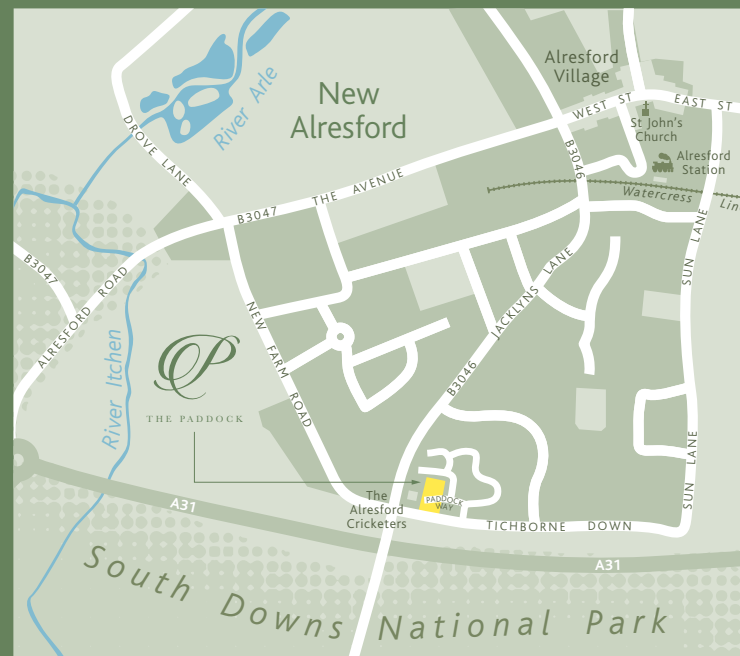 Alresford
Village
New
Alresford
River Arle
WEST ST
EAST ST
St John's
Church
Alresford
Station
DROVE LANE
B3046
Watercress
Lin
B3047
THE AVENUE
SUN LANE
B3047
ALRESFORD ROAD
JACKLYNS LANE
NEW FARM ROAD
River Itchen
P
THE PADDOCK
B3046
SUN LANE
PADDOCK
WAY
The
Alresford
Cricketers
A31
TICHBORNE DOWN
A31
South Downs National Park